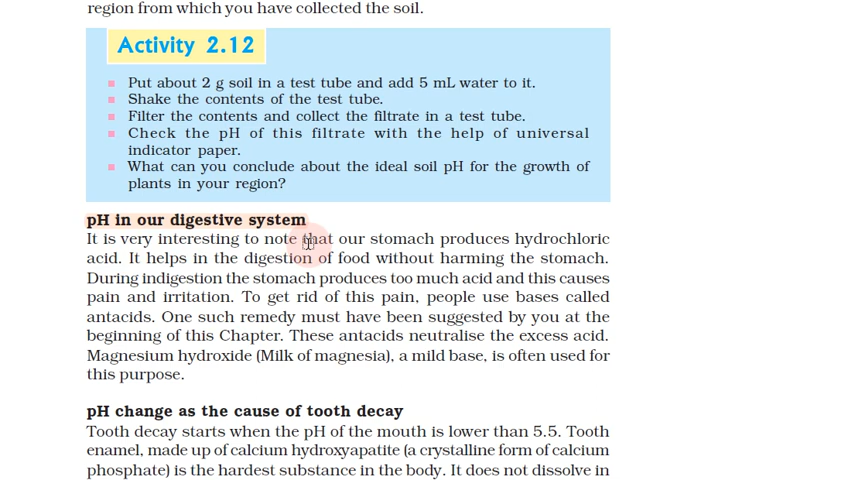 region from which you have collected the soil.
Activity 2.12
Put about 2 g soil in a test tube and add 5 mL water to it.
Shake the contents of the test tube.
Filter the contents and collect the filtrate in a test tube.
Check the pH of this filtrate with the help of universal
indicator paper.
What can you conclude about the ideal soil pH for the growth of
plants in your region?
pH in our digestive system
It is very interesting to note that our stomach produces hydrochloric
acid. It helps in the digestion of food without harming the stomach.
During indigestion the stomach produces too much acid and this causes
pain and irritation. To get rid of this pain, people use bases called
antacids. One such remedy must have been suggested by you at the
beginning of this Chapter. These antacids neutralise the excess acid.
Magnesium hydroxide (Milk of magnesia), a mild base, is often used for
this purpose.
pH change as the cause of tooth decay
Tooth decay starts when the pH of the mouth is lower than 5.5. Tooth
enamel, made up of calcium hydroxyapatite (a crystalline form of calcium
phosphate) is the hardest substance in the body. It does not dissolve in